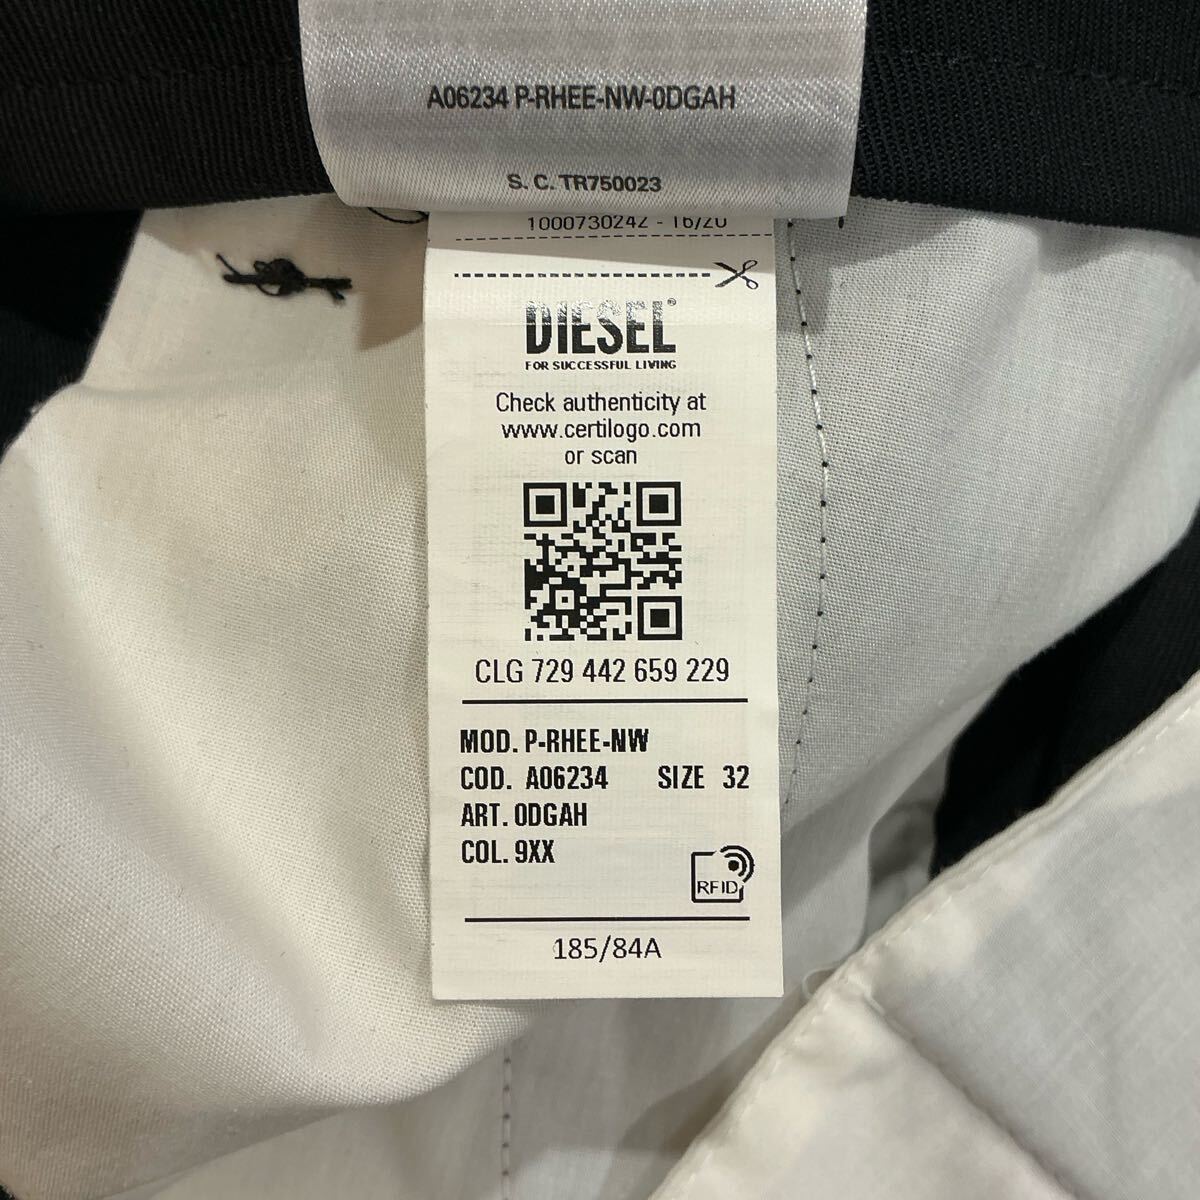 A06234 P-RHEE-NW-0DGAH
S. C. TR750023
1000730242 - 16/20
DIESEL®
FOR SUCCESSFUL LIVING
Check authenticity at
www.certilogo.com
or scan
CLG 729 442 659 229
MOD. P-RHEE-NW
COD. A06234 SIZE 32
ART. 0DGAH
COL. 9XX
RFID
185/84A